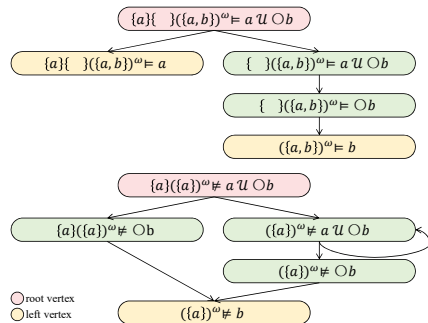 {a}{ }({a, b})^ω ⊨ a 𝒰 ○b
{a}{ }({a, b})^ω ⊨ a
{ }({a, b})^ω ⊨ a 𝒰 ○b
{ }({a, b})^ω ⊨ ○b
({a, b})^ω ⊨ b
{a}({a})^ω ⊭ a 𝒰 ○b
{a}({a})^ω ⊭ ○b
({a})^ω ⊭ a 𝒰 ○b
({a})^ω ⊭ ○b
root vertex
left vertex
({a})^ω ⊭ b